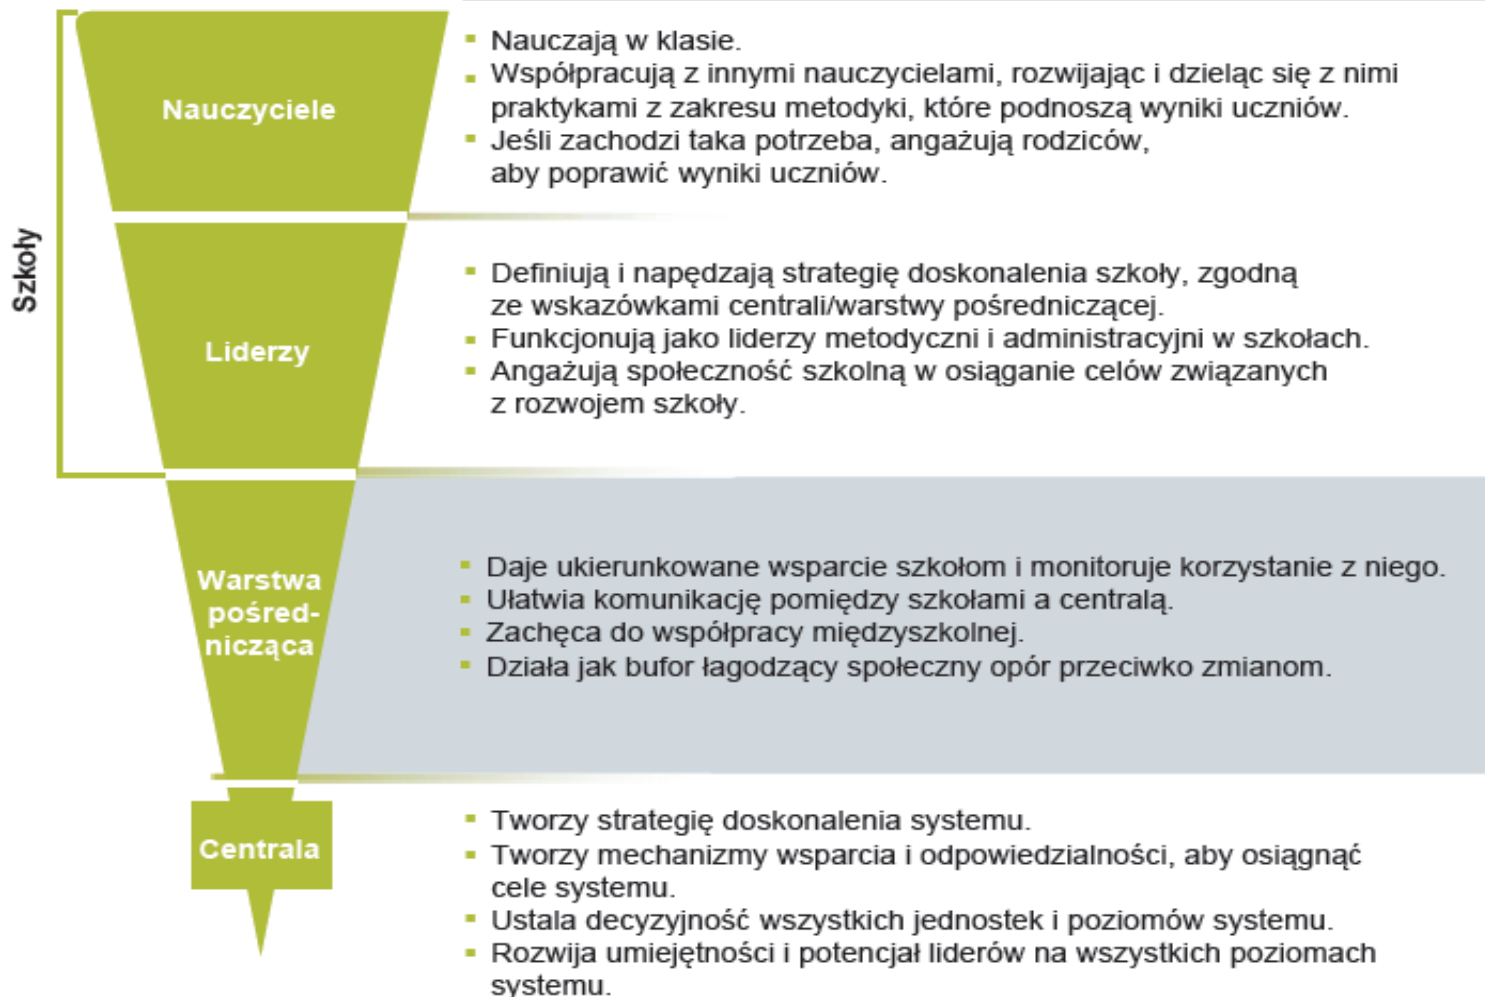 Szkoły
Nauczyciele
Nauczają w klasie.
Współpracują z innymi nauczycielami, rozwijając i dzieląc się z nimi
praktykami z zakresu metodyki, które podnoszą wyniki uczniów.
Jeśli zachodzi taka potrzeba, angażują rodziców,
aby poprawić wyniki uczniów.
Liderzy
Definiują i napędzają strategię doskonalenia szkoły, zgodną
ze wskazówkami centrali/warstwy pośredniczącej.
Funkcjonują jako liderzy metodyczni i administracyjni w szkołach.
Angażują społeczność szkolną w osiąganie celów związanych
z rozwojem szkoły.
Warstwa
pośred-
nicząca
Daje ukierunkowane wsparcie szkołom i monitoruje korzystanie z niego.
Ułatwia komunikację pomiędzy szkołami a centralą.
Zachęca do współpracy międzyszkolnej.
Działa jak bufor łagodzący społeczny opór przeciwko zmianom.
Centrala
Tworzy strategię doskonalenia systemu.
Tworzy mechanizmy wsparcia i odpowiedzialności, aby osiągnąć
cele systemu.
Ustala decyzyjność wszystkich jednostek i poziomów systemu.
Rozwija umiejętności i potencjał liderów na wszystkich poziomach
systemu.